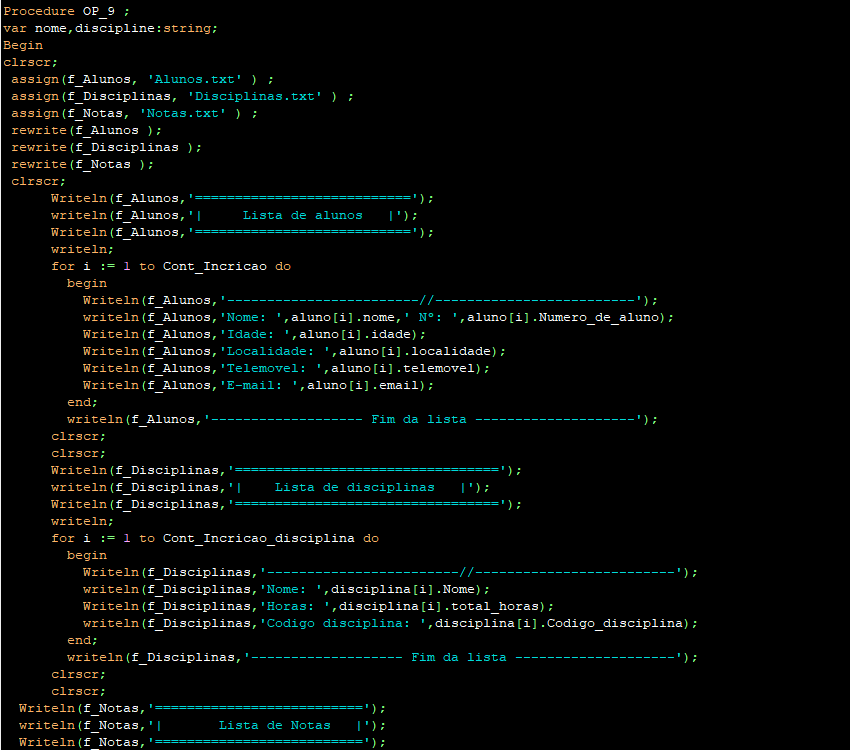 Procedure OP_9 ;
var nome,discipline:string;
Begin
clrscr;
 assign(f_Alunos, 'Alunos.txt' ) ;
 assign(f_Disciplinas, 'Disciplinas.txt' ) ;
 assign(f_Notas, 'Notas.txt' ) ;
 rewrite(f_Alunos );
 rewrite(f_Disciplinas );
 rewrite(f_Notas );
 clrscr;
      Writeln(f_Alunos,'===========================');
      writeln(f_Alunos,'|     Lista de alunos   |');
      Writeln(f_Alunos,'===========================');
      writeln;
      for i := 1 to Cont_Incricao do
        begin
          Writeln(f_Alunos,'------------------------//-------------------------');
          writeln(f_Alunos,'Nome: ',aluno[i].nome,' Nº: ',aluno[i].Numero_de_aluno);
          Writeln(f_Alunos,'Idade: ',aluno[i].idade);
          Writeln(f_Alunos,'Localidade: ',aluno[i].localidade);
          Writeln(f_Alunos,'Telemovel: ',aluno[i].telemovel);
          Writeln(f_Alunos,'E-mail: ',aluno[i].email);
        end;
        writeln(f_Alunos,'------------------- Fim da lista --------------------');
      clrscr;
      clrscr;
      Writeln(f_Disciplinas,'=================================');
      writeln(f_Disciplinas,'|    Lista de disciplinas   |');
      Writeln(f_Disciplinas,'=================================');
      writeln;
      for i := 1 to Cont_Incricao_disciplina do
        begin
          Writeln(f_Disciplinas,'------------------------//-------------------------');
          writeln(f_Disciplinas,'Nome: ',disciplina[i].Nome);
          Writeln(f_Disciplinas,'Horas: ',disciplina[i].total_horas);
          writeln(f_Disciplinas,'Codigo disciplina: ',disciplina[i].Codigo_disciplina);
        end;
        writeln(f_Disciplinas,'------------------- Fim da lista --------------------');
      clrscr;
      clrscr;
  Writeln(f_Notas,'==========================');
  writeln(f_Notas,'|       Lista de Notas   |');
  Writeln(f_Notas,'==========================');